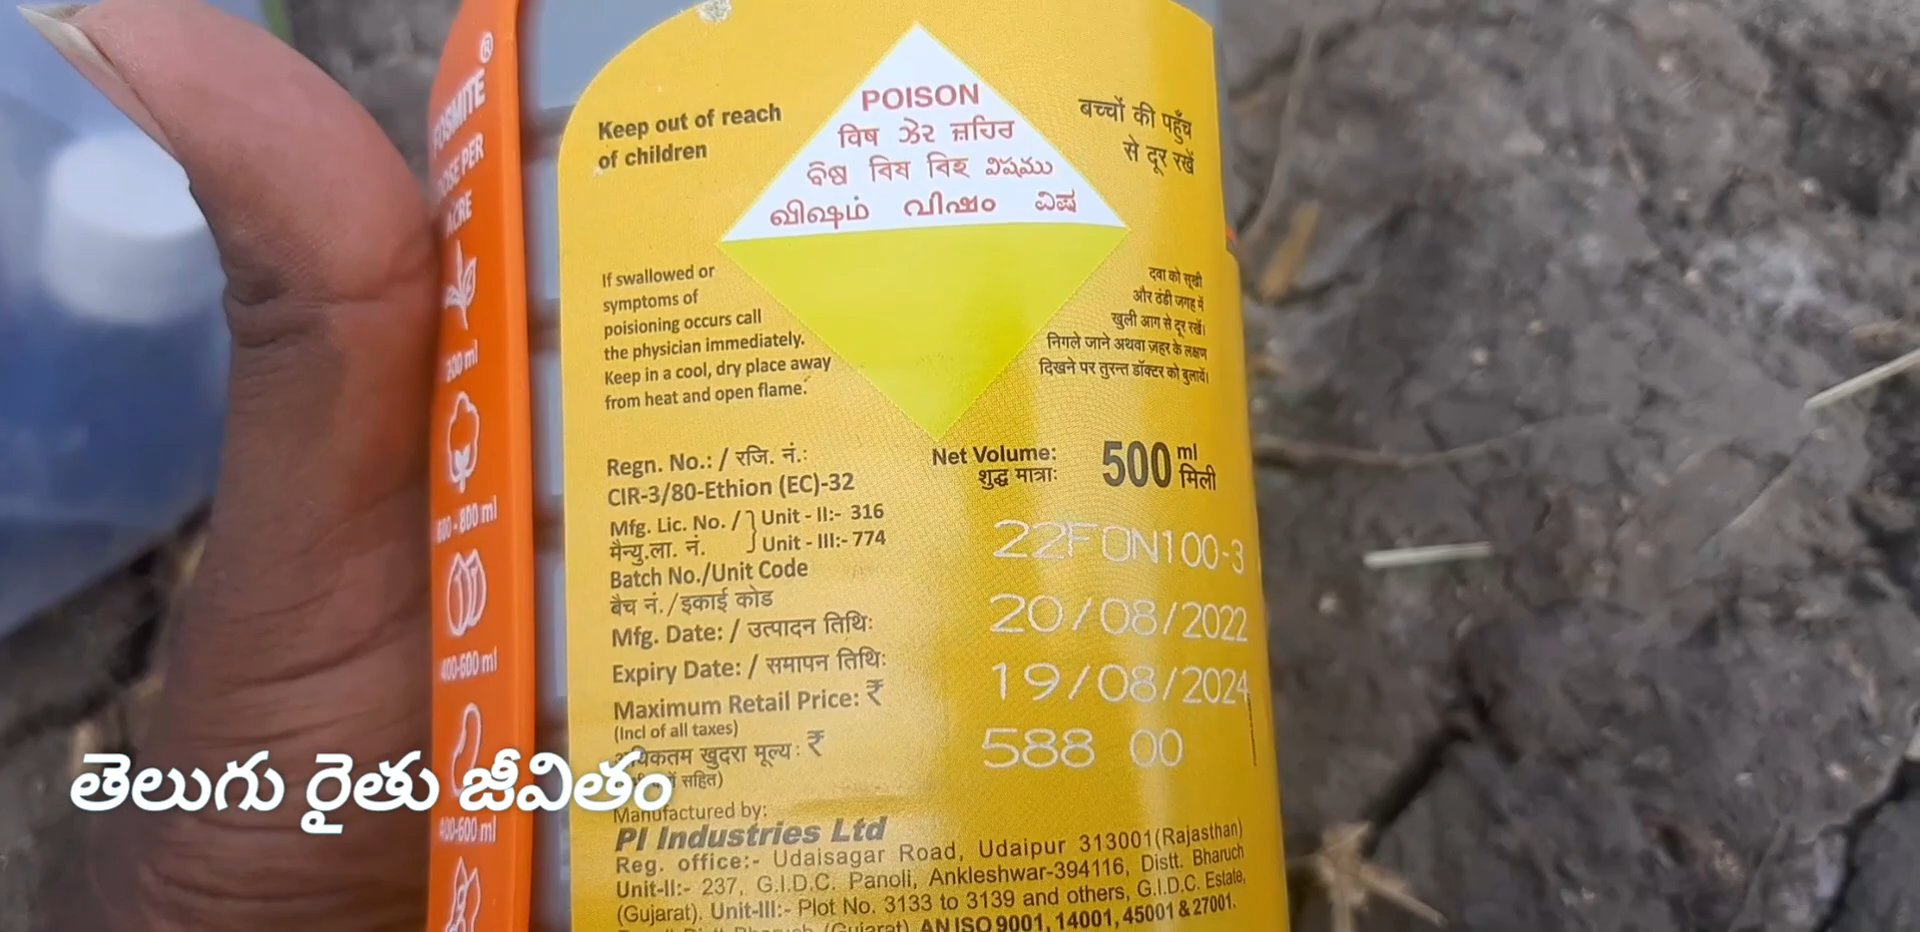 FOSMITE®
DOSE PER
ACRE
600 - 800 ml
400-600 ml
400-600 ml
Keep out of reach
of children
POISON
विष ઝેર ਜ਼ਹਿਰ
বিষ विष বিহ విషము
விஷம் വിഷം ವಿಷ
बच्चों की पहुँच
से दूर रखें
If swallowed or
symptoms of
poisioning occurs call
the physician immediately.
Keep in a cool, dry place away
from heat and open flame.
दवा को सूखी
और ठंडी जगह में
खुली आग से दूर रखें।
निगले जाने अथवा ज़हर के लक्षण
दिखने पर तुरन्त डॉक्टर को बुलायें।
Regn. No.: / रजि. नं.:
CIR-3/80-Ethion (EC)-32
Net Volume: 500 ml
शुद्ध मात्राः मिली
Mfg. Lic. No. / Unit - II:- 316
मैन्यु.ला. नं. Unit - III:- 774
Batch No./Unit Code 22FON100-3
बैच नं./इकाई कोड
Mfg. Date: / उत्पादन तिथिः 20/08/2022
Expiry Date: / समापन तिथिः 19/08/2024
Maximum Retail Price: ₹ 588 00
(Incl of all taxes)
खुदरा मूल्य : ₹
सहित)
Manufactured by:
PI Industries Ltd
Reg. office:- Udaisagar Road, Udaipur 313001(Rajasthan)
Unit-II:- 237, G.I.D.C. Panoli, Ankleshwar-394116, Distt. Bharuch
(Gujarat), Unit-III:- Plot No. 3133 to 3139 and others, G.I.D.C. Estate,
(Gujarat) AN ISO 9001, 14001, 45001 & 27001.
తెలుగు రైతు జీవితం